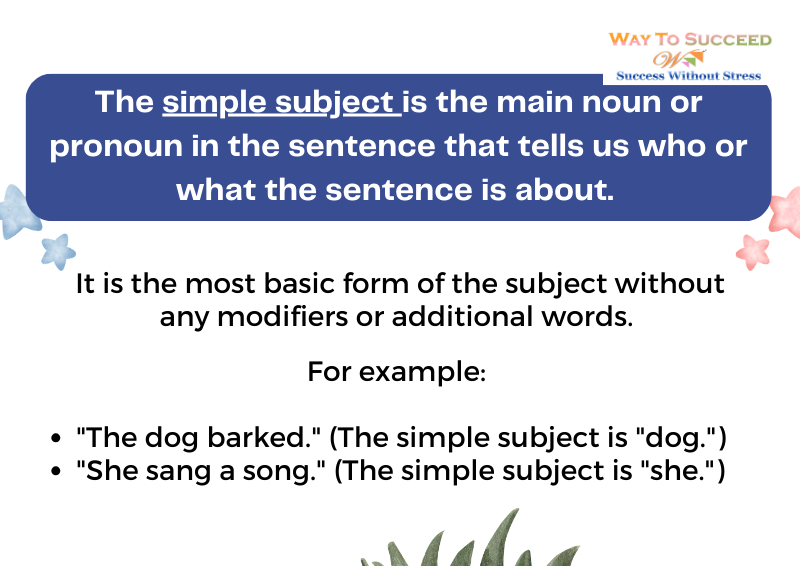 WAY TO SUCCEED
Success Without Stress
The simple subject is the main noun or
pronoun in the sentence that tells us who or
what the sentence is about.
It is the most basic form of the subject without
any modifiers or additional words.
For example:
• "The dog barked." (The simple subject is "dog.")
• "She sang a song." (The simple subject is "she.")